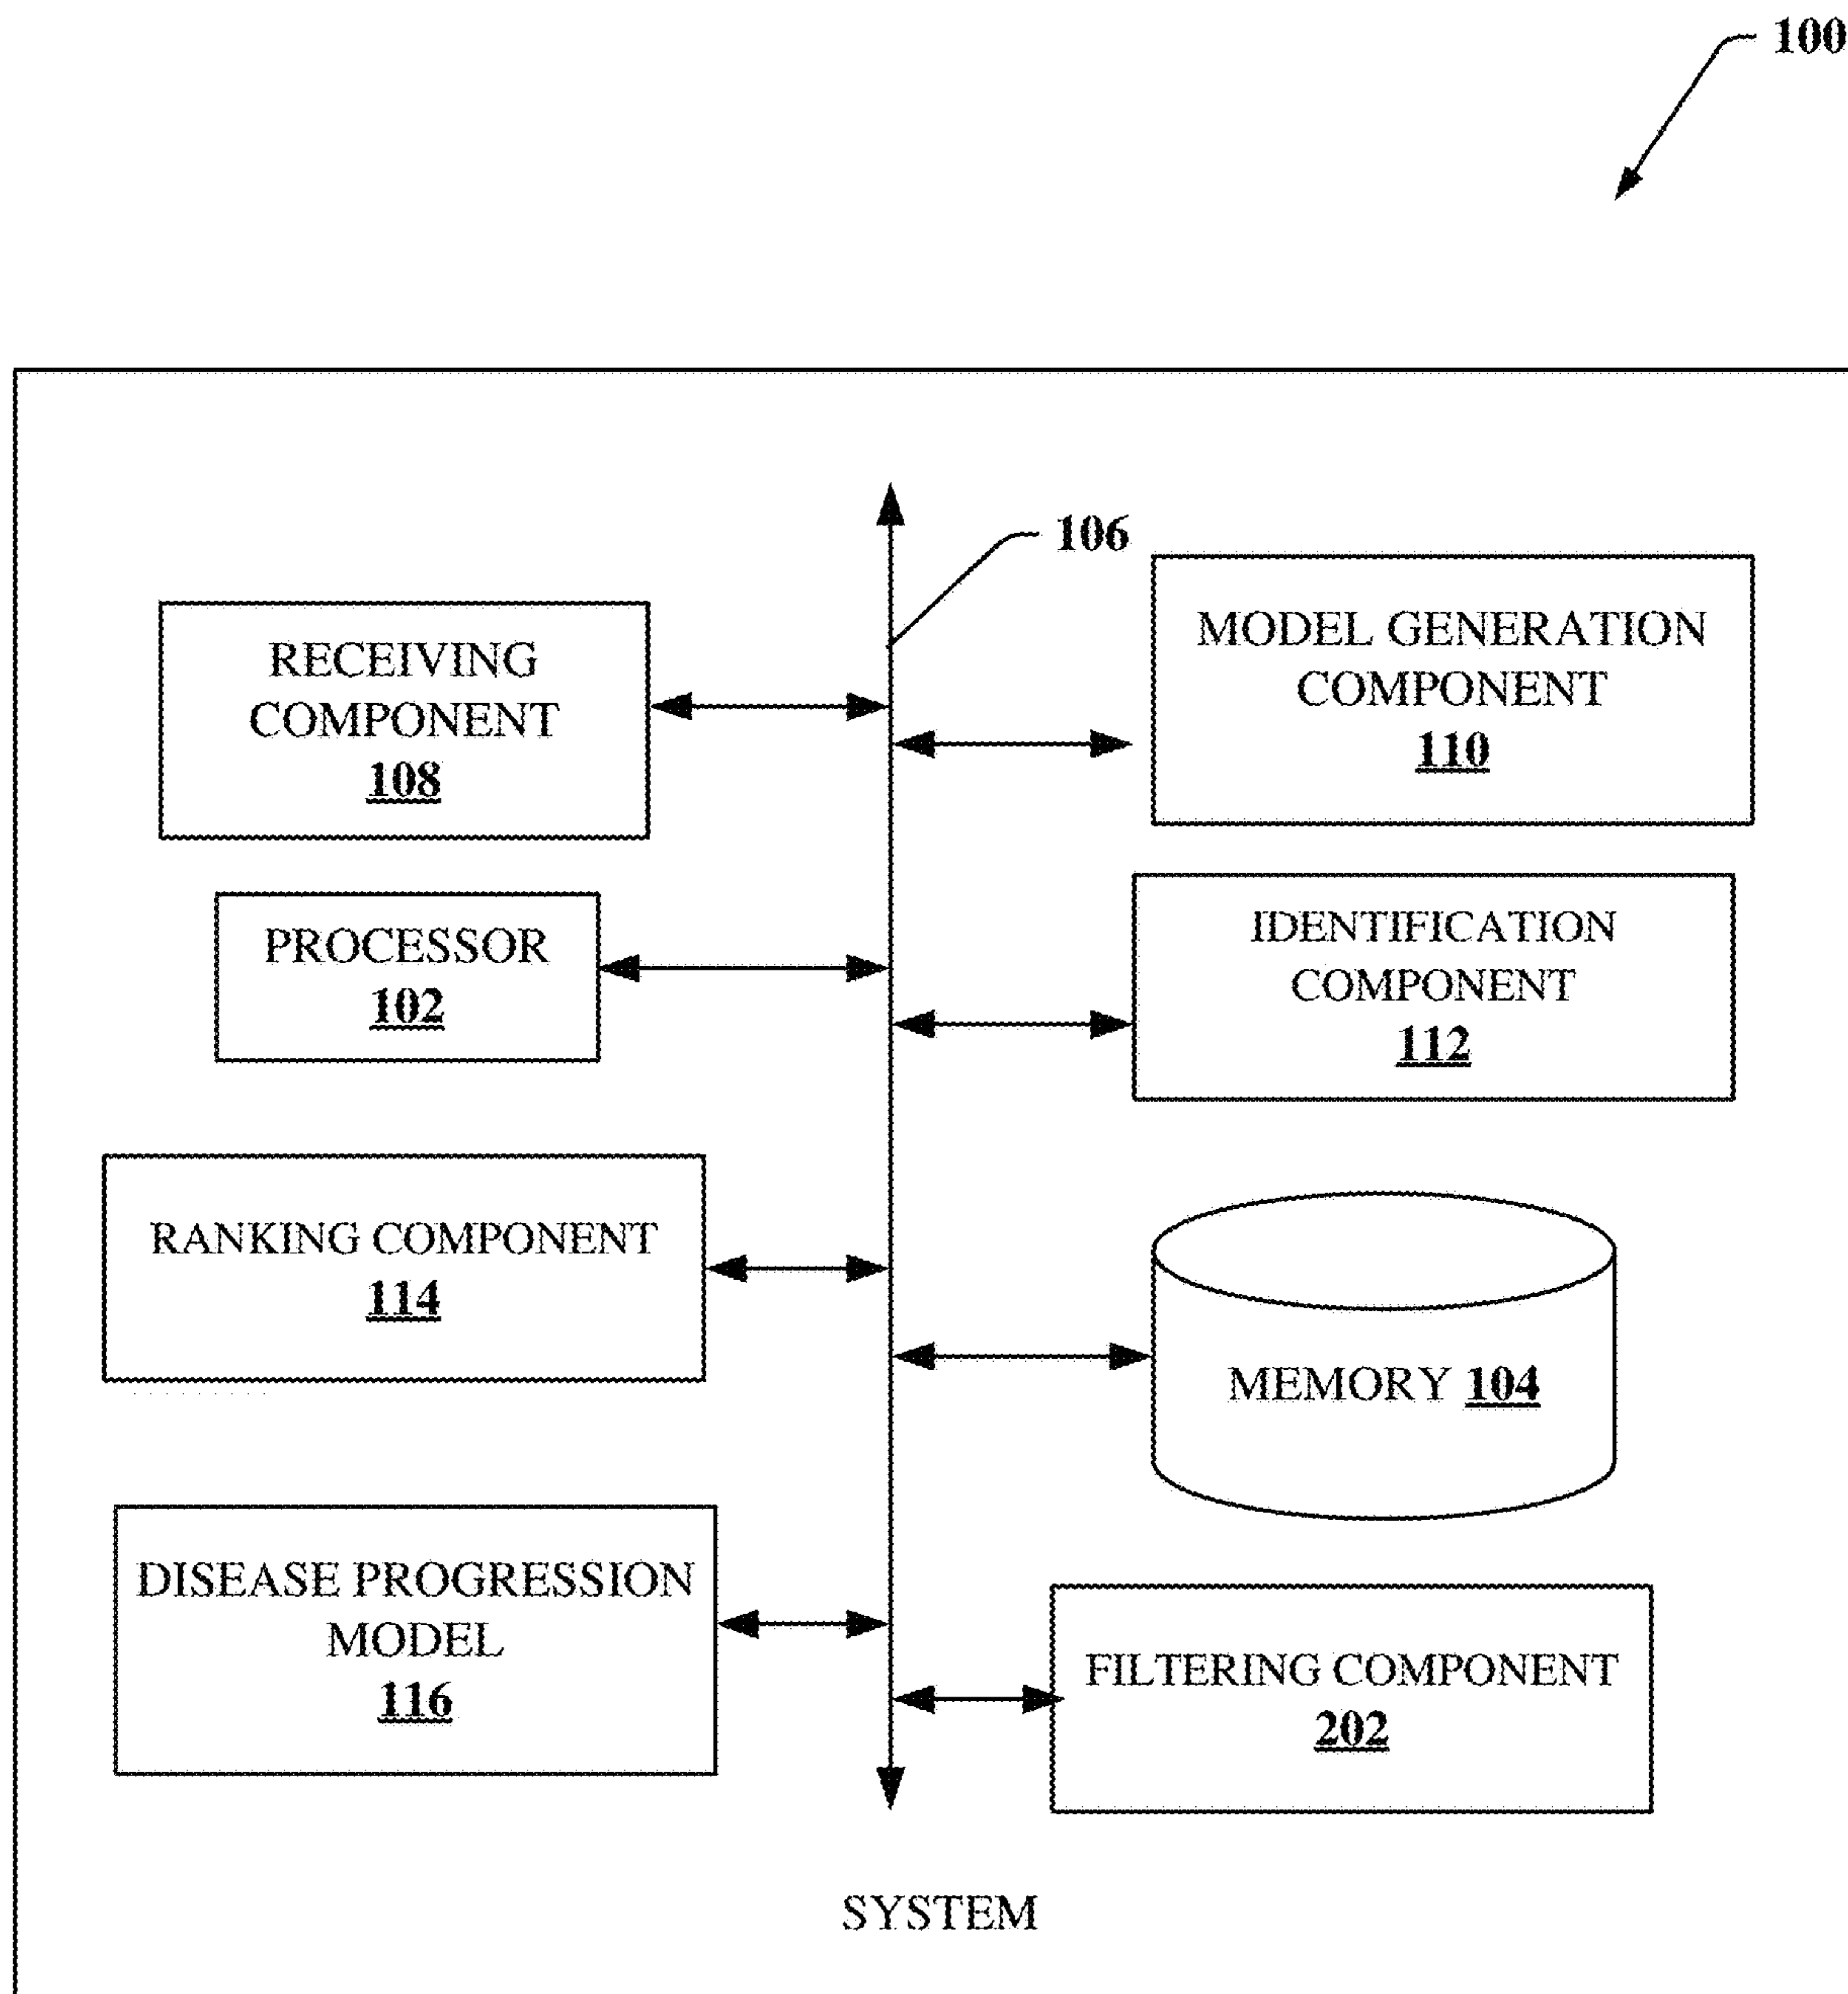 100
106
RECEIVING
COMPONENT
108
MODEL GENERATION
COMPONENT
110
PROCESSOR
102
IDENTIFICATION
COMPONENT
112
RANKING COMPONENT
114
MEMORY 104
DISEASE PROGRESSION
MODEL
116
FILTERING COMPONENT
202
SYSTEM